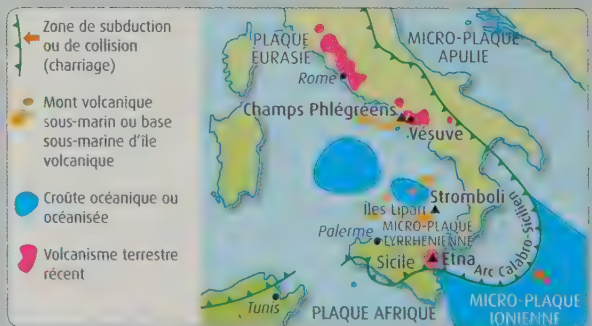 Zone de subduction
ou de collision
(charriage)
Mont volcanique
sous-marin ou base
sous-marine d'île
volcanique
Croûte océanique ou
océanisée
Volcanisme terrestre
récent
PLAQUE
EURASIE
MICRO-PLAQUE
APULIE
Rome
Champs Phlégréens
Vésuve
Stromboli
Îles Lipari
MICRO-PLAQUE
TYRRHÉNIENNE
Palerme
Sicile
Etna
Arc Calabro-Sicilien
Tunis
PLAQUE AFRIQUE
MICRO-PLAQUE
IONIENNE